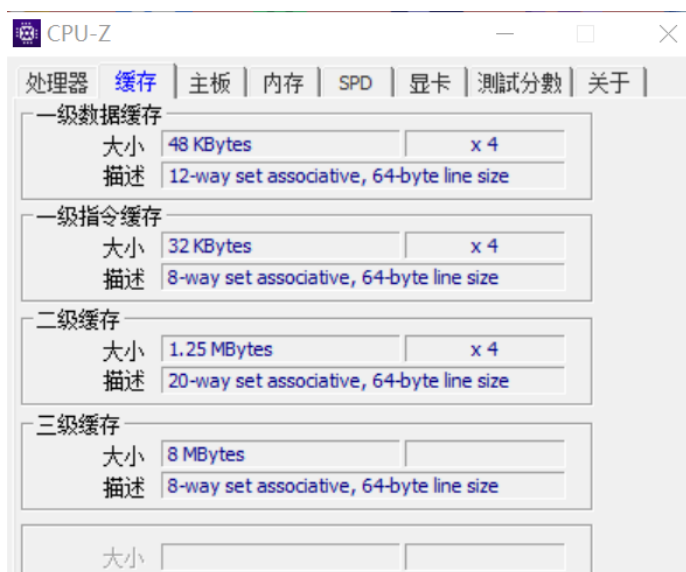 CPU-Z
处理器 缓存 主板 内存 SPD 显卡 測試分數 关于
一级数据缓存
大小 48 KBytes x 4
描述 12-way set associative, 64-byte line size
一级指令缓存
大小 32 KBytes x 4
描述 8-way set associative, 64-byte line size
二级缓存
大小 1.25 MBytes x 4
描述 20-way set associative, 64-byte line size
三级缓存
大小 8 MBytes
描述 8-way set associative, 64-byte line size
大小